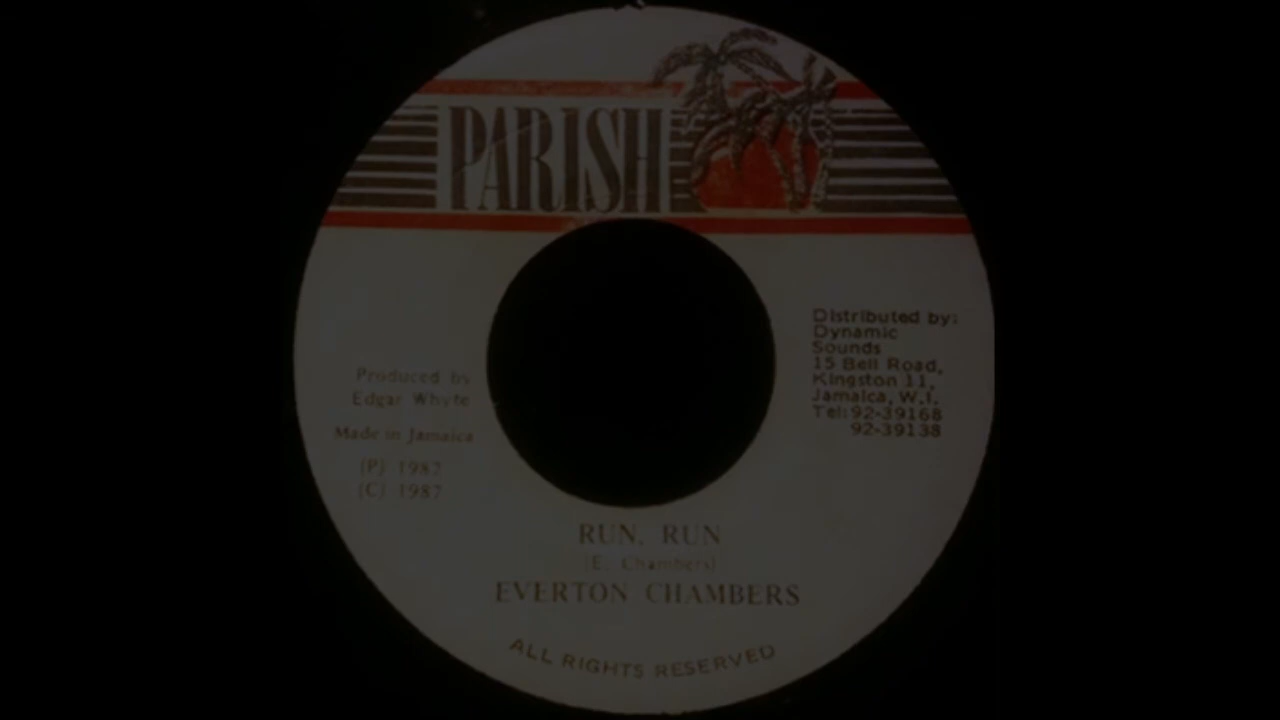 PARISH
Distributed by:
Dynamic
Sounds
15 Bell Road,
Kingston 11,
Jamaica, W.I.
Tel: 92-39168
92-39138
Produced by
Edgar Whyte
Made in Jamaica
(P) 1987
(C) 1987
RUN, RUN
(E. Chambers)
EVERTON CHAMBERS
ALL RIGHTS RESERVED